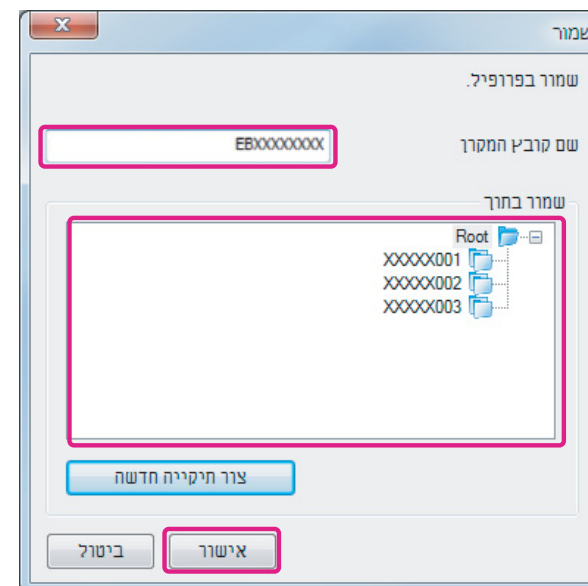 שמור
שמור בפרופיל.
שם קובץ המקרן
EBXXXXXXXX
שמור בתוך
Root
XXXXX001
XXXXX002
XXXXX003
צור תיקייה חדשה
אישור
ביטול